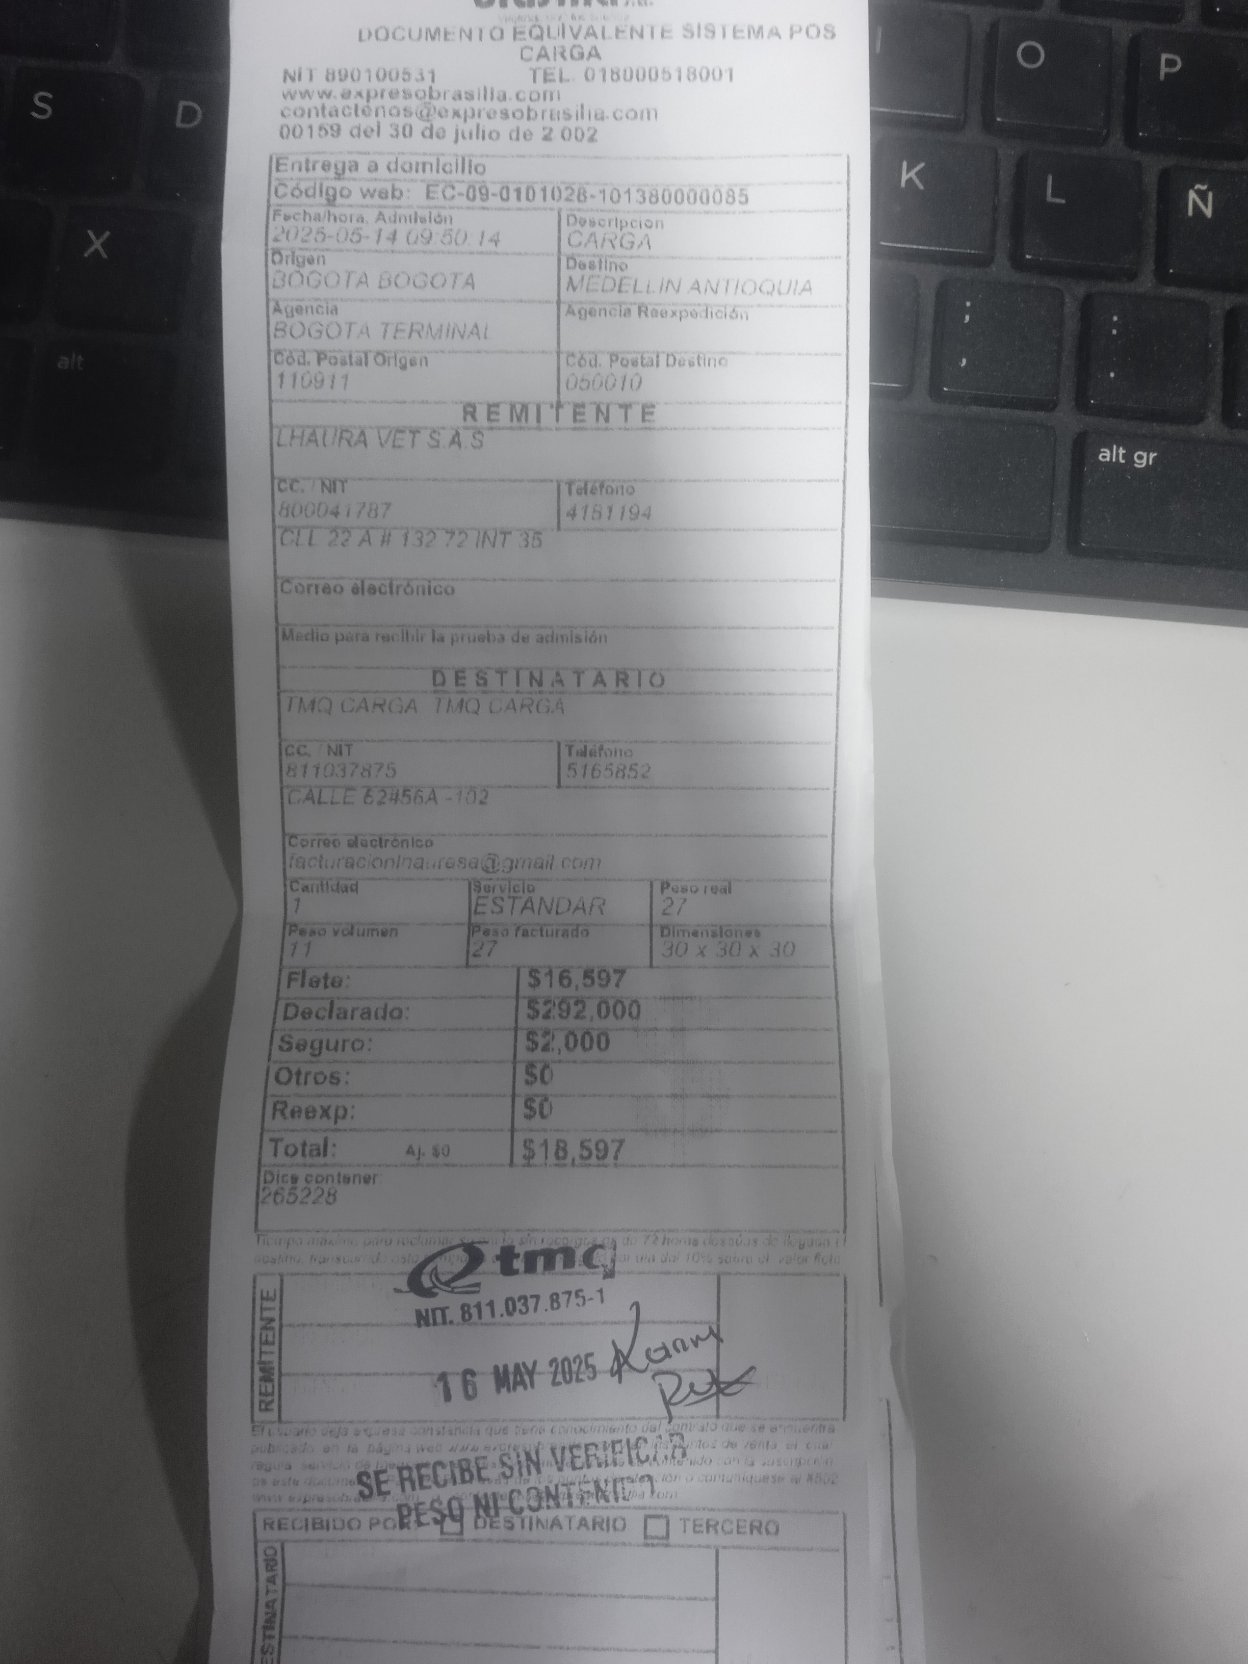 DOCUMENTO EQUIVALENTE SISTEMA POS
CARGA
NIT 890100531 TEL. 018000518001
www.expresobrasilia.com
contactenos@expresobrasilia.com
00159 del 30 de julio de 2 002
Entrega a domicilio
Código web: EC-09-0101028-101380000085
Fecha/hora. Admisión Descripcion
2025-05-14 09:50:14 CARGA
Origen Destino
BOGOTA BOGOTA MEDELLIN ANTIOQUIA
Agencia Agencia Reexpedición
BOGOTA TERMINAL
Cód. Postal Origen Cód. Postal Destino
110911 050010
REMITENTE
LHAURA VET S.A.S
CC. / NIT Teléfono
800041787 4181194
CLL 22 A # 132 72 INT 35
Correo electrónico
Medio para recibir la prueba de admisión
DESTINATARIO
TMQ CARGA TMQ CARGA
CC. / NIT Teléfono
811037875 5165852
CALLE 62#56A -102
Correo electrónico
@gmail.com
Cantidad Servicio Peso real
1 ESTANDAR 27
Peso volumen Peso facturado Dimensiones
11 27 30 x 30 x 30
Flete: $16,597
Declarado: $292,000
Seguro: $2,000
Otros: $0
Reexp: $0
Total: Aj. $0 $18,597
Dice contener:
265228
tmq
NIT. 811.037.875-1
REMITENTE
16 MAY 2025
SE RECIBE SIN VERIFICAR
PESO NI CONTENIDO
RECIBIDO POR DESTINATARIO TERCERO